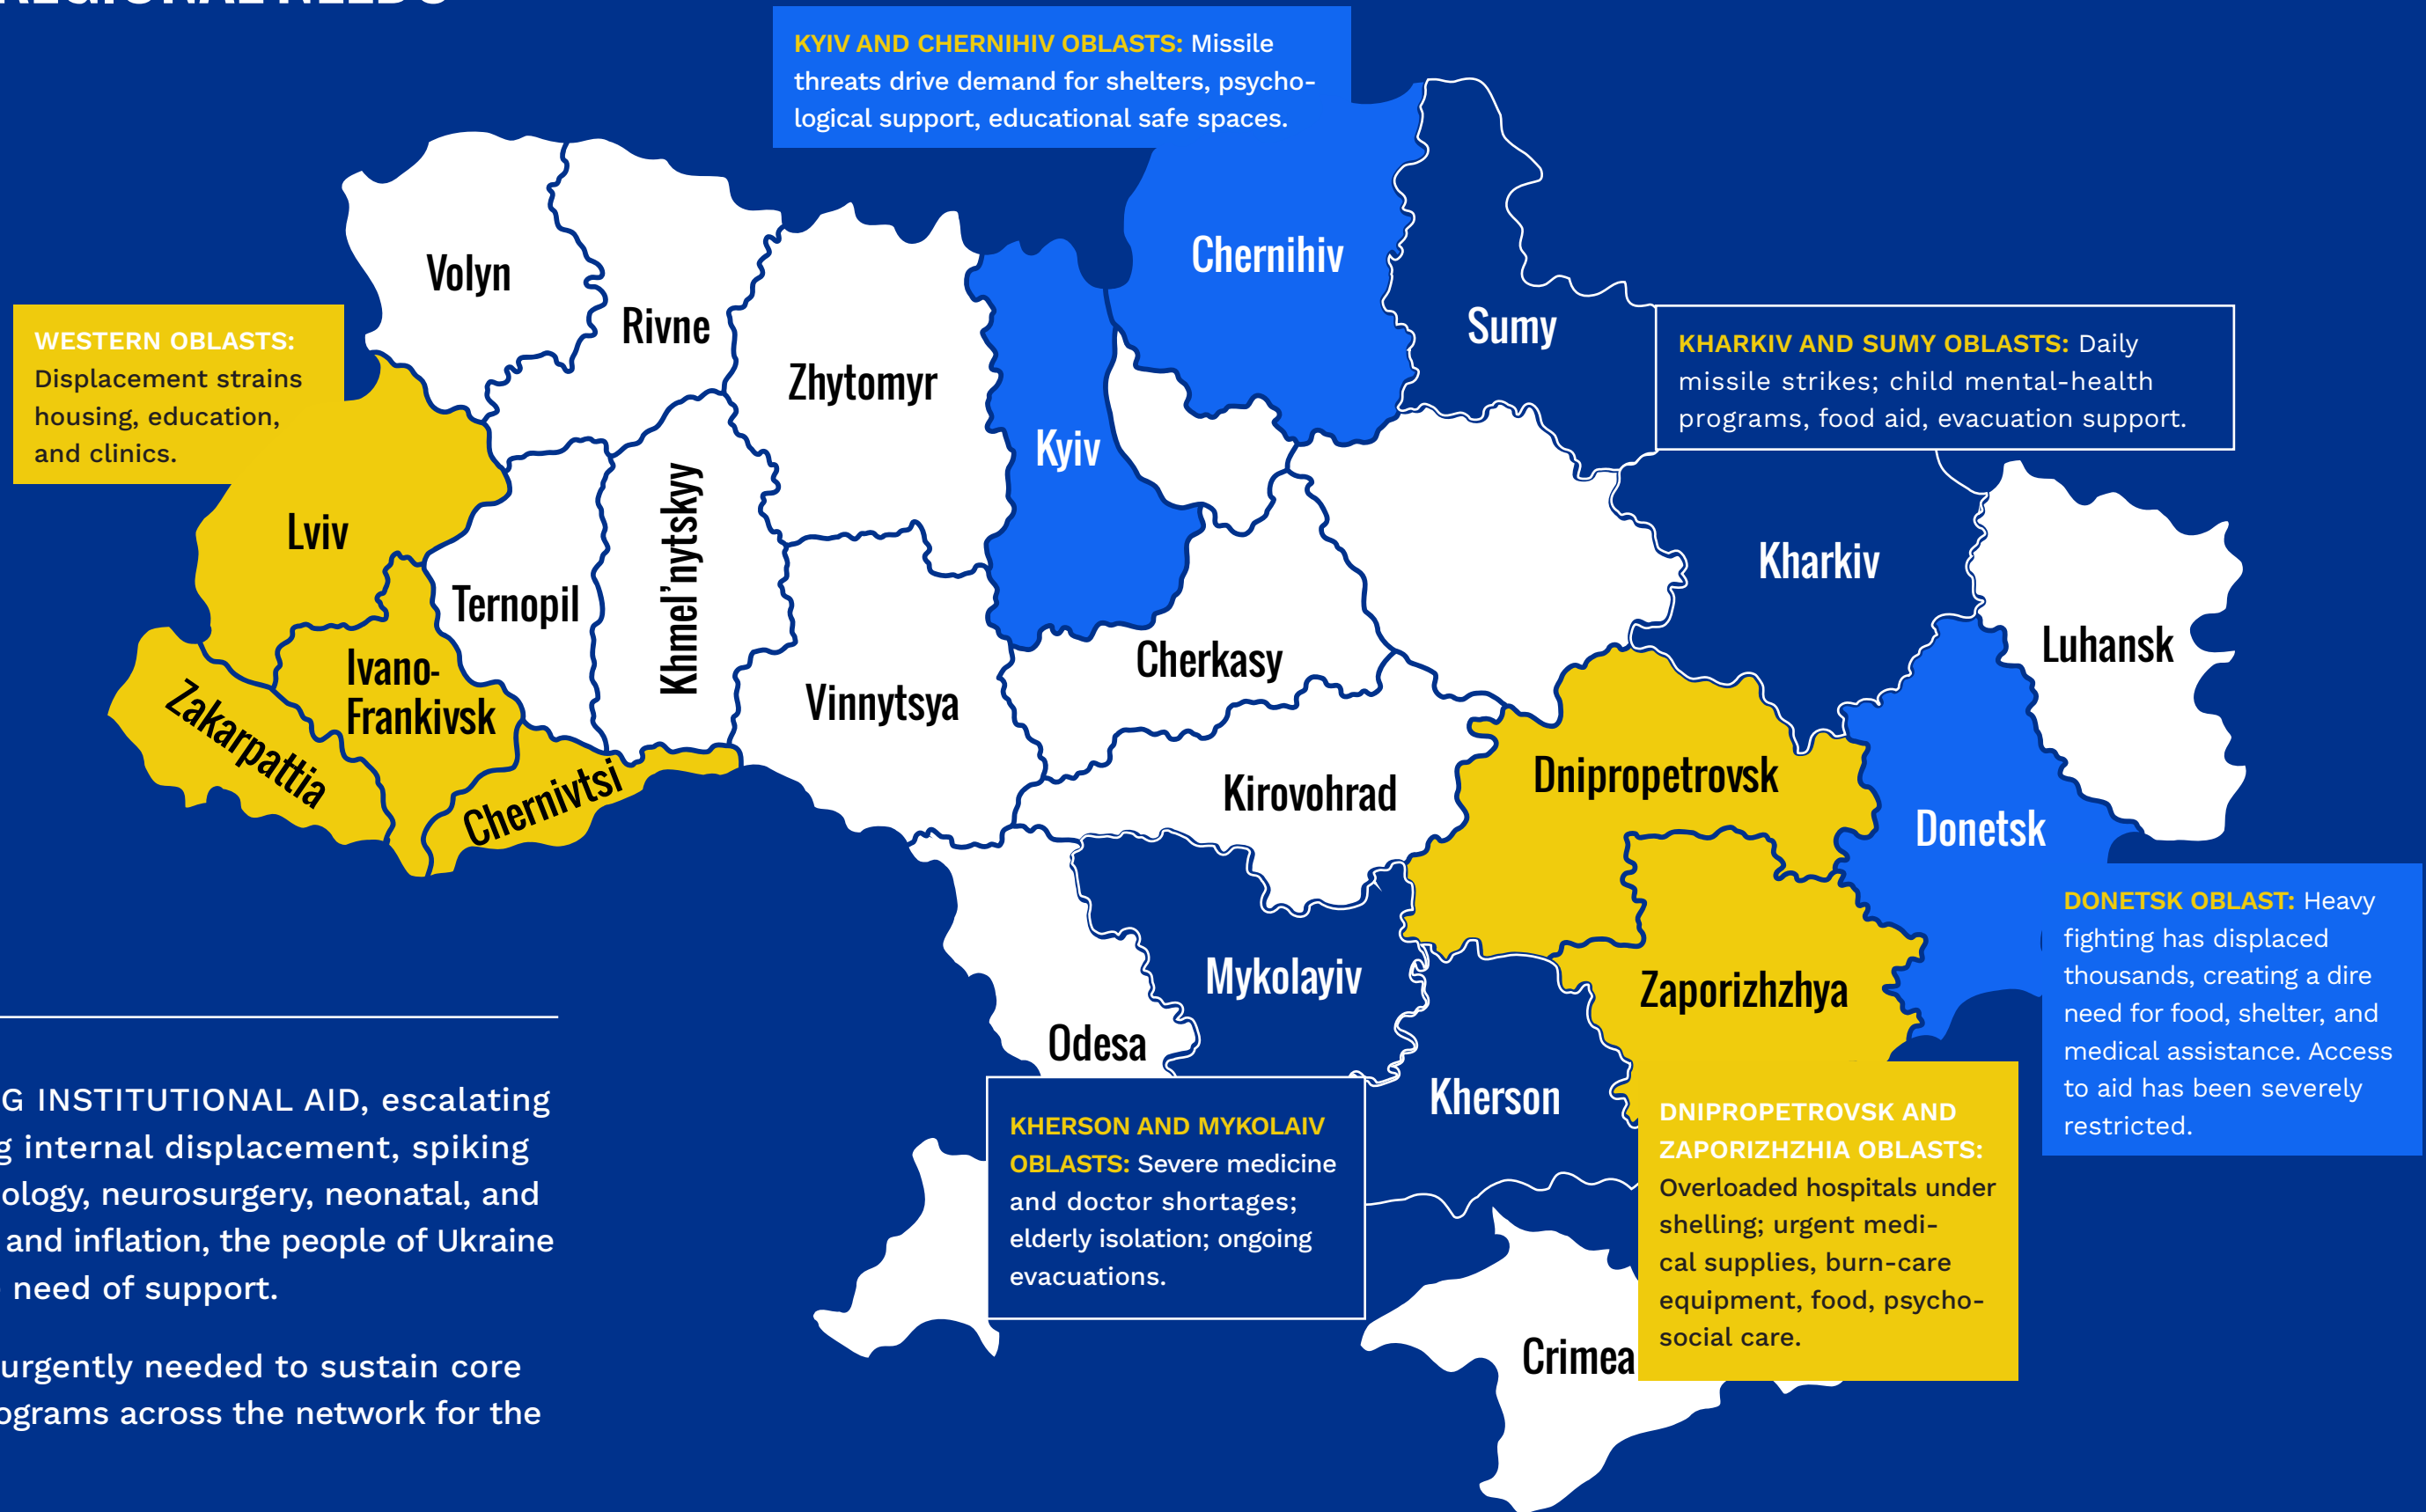 REGIONAL NEEDS
KYIV AND CHERNIHIV OBLASTS: Missile
threats drive demand for shelters, psycho-
logical support, educational safe spaces.
Chernihiv
Volyn
Rivne
Sumy
WESTERN OBLASTS:
Displacement strains
housing, education,
and clinics.
KHARKIV AND SUMY OBLASTS: Daily
missile strikes; child mental-health
programs, food aid, evacuation support.
Zhytomyr
Kyiv
Lviv
Khmel'nytskyy
Kharkiv
Ternopil
Luhansk
Ivano-
Frankivsk
Cherkasy
Vinnytsya
Zakarpattia
Chernivtsi
Kirovohrad
Dnipropetrovsk
Donetsk
DONETSK OBLAST: Heavy
fighting has displaced
thousands, creating a dire
need for food, shelter, and
medical assistance. Access
to aid has been severely
restricted.
Mykolayiv
Zaporizhzhya
Odesa
Kherson
KHERSON AND MYKOLAIV
OBLASTS: Severe medicine
and doctor shortages;
elderly isolation; ongoing
evacuations.
DNIPROPETROVSK AND
ZAPORIZHZHIA OBLASTS:
Overloaded hospitals under
shelling; urgent medi-
cal supplies, burn-care
equipment, food, psycho-
social care.
Crimea
G INSTITUTIONAL AID, escalating
g internal displacement, spiking
ology, neurosurgery, neonatal, and
and inflation, the people of Ukraine
need of support.
urgently needed to sustain core
ograms across the network for the